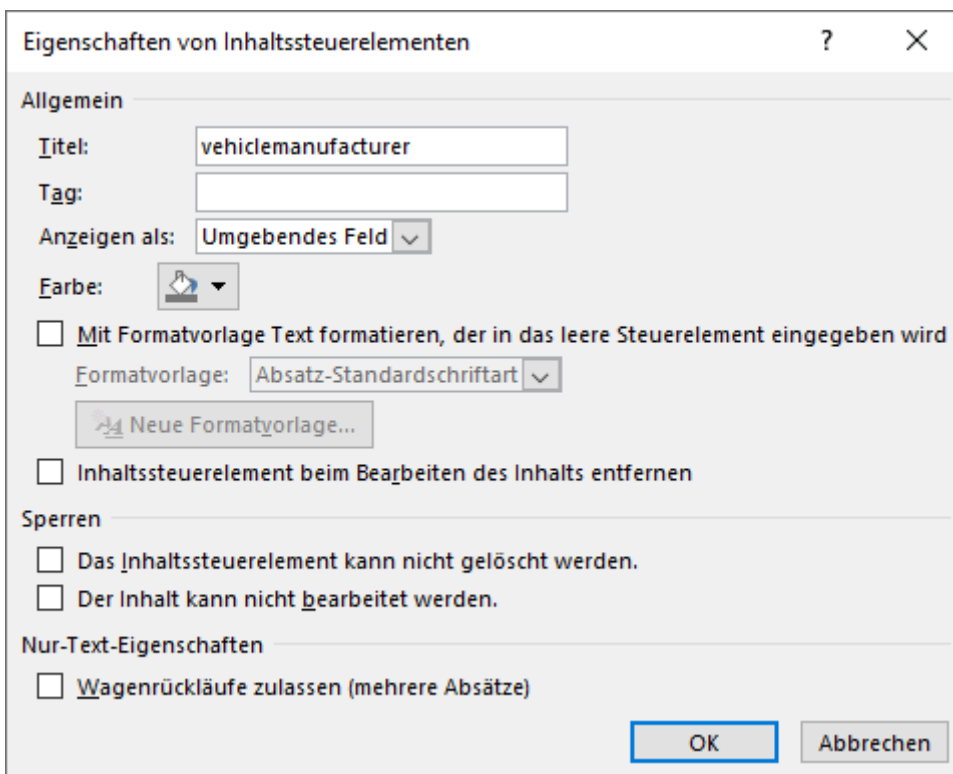 Eigenschaften von Inhaltssteuerelementen ?
Allgemein
Titel: vehiclemanufacturer
Tag:
Anzeigen als: Umgebendes Feld
Farbe:
Mit Formatvorlage Text formatieren, der in das leere Steuerelement eingegeben wird
Formatvorlage: Absatz-Standardschriftart
Neue Formatvorlage...
Inhaltssteuerelement beim Bearbeiten des Inhalts entfernen
Sperren
Das Inhaltssteuerelement kann nicht gelöscht werden.
Der Inhalt kann nicht bearbeitet werden.
Nur-Text-Eigenschaften
Wagenrückläufe zulassen (mehrere Absätze)
OK Abbrechen